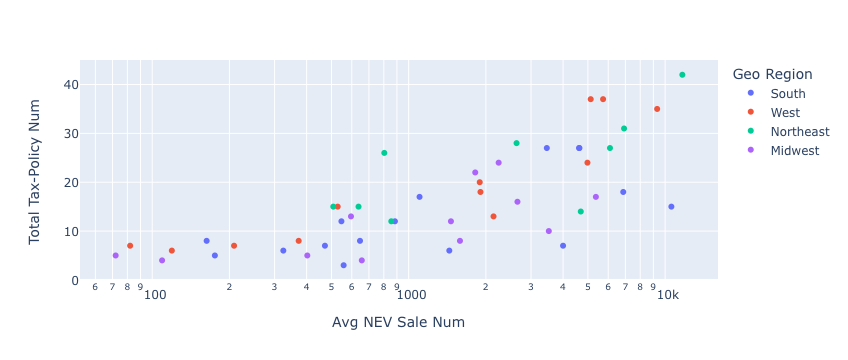 Geo Region
South
West
Northeast
Midwest
Total Tax-Policy Num
40
30
20
10
0
6 7 8 9 100 2 3 4 5 6 7 8 9 1000 2 3 4 5 6 7 8 9 10k
Avg NEV Sale Num